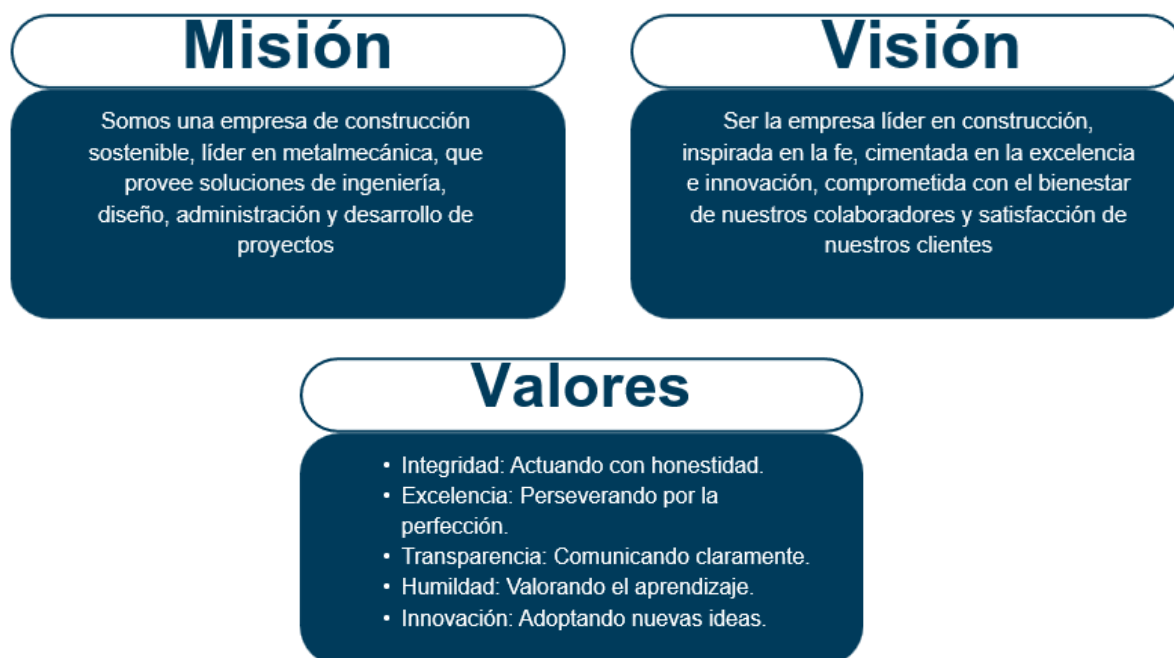 Misión
Somos una empresa de construcción
sostenible, líder en metalmecánica, que
provee soluciones de ingeniería,
diseño, administración y desarrollo de
proyectos
Visión
Ser la empresa líder en construcción,
inspirada en la fe, cimentada en la excelencia
e innovación, comprometida con el bienestar
de nuestros colaboradores y satisfacción de
nuestros clientes
Valores
• Integridad: Actuando con honestidad.
• Excelencia: Perseverando por la
perfección.
• Transparencia: Comunicando claramente.
• Humildad: Valorando el aprendizaje.
• Innovación: Adoptando nuevas ideas.